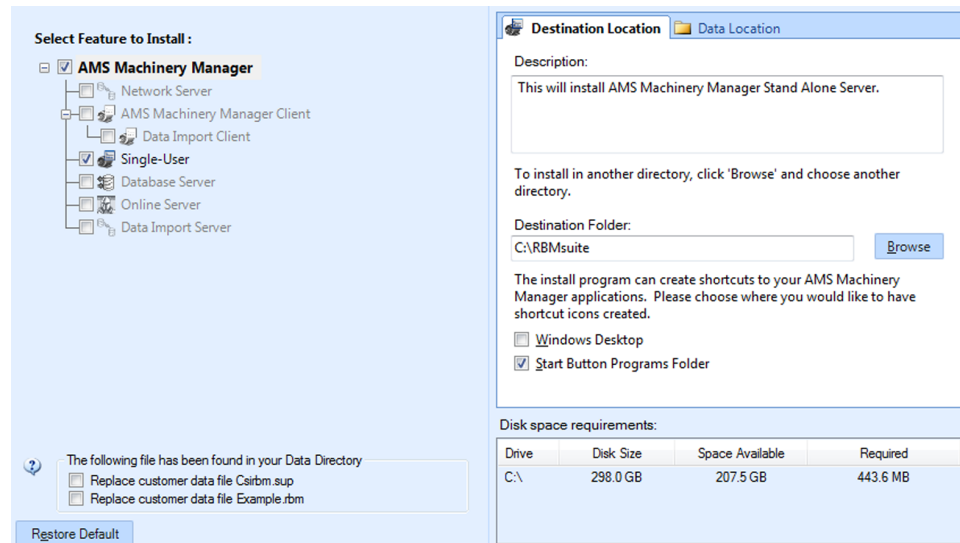 Select Feature to Install :
AMS Machinery Manager
Network Server
AMS Machinery Manager Client
Data Import Client
Single-User
Database Server
Online Server
Data Import Server
The following file has been found in your Data Directory
Replace customer data file Csirbm.sup
Replace customer data file Example.rbm
Restore Default
Destination Location
Data Location
Description:
This will install AMS Machinery Manager Stand Alone Server.
To install in another directory, click 'Browse' and choose another
directory.
Destination Folder:
C:\RBMsuite
Browse
The install program can create shortcuts to your AMS Machinery
Manager applications.  Please choose where you would like to have
shortcut icons created.
Windows Desktop
Start Button Programs Folder
Disk space requirements:
Drive Disk Size Space Available Required
C:\ 298.0 GB 207.5 GB 443.6 MB